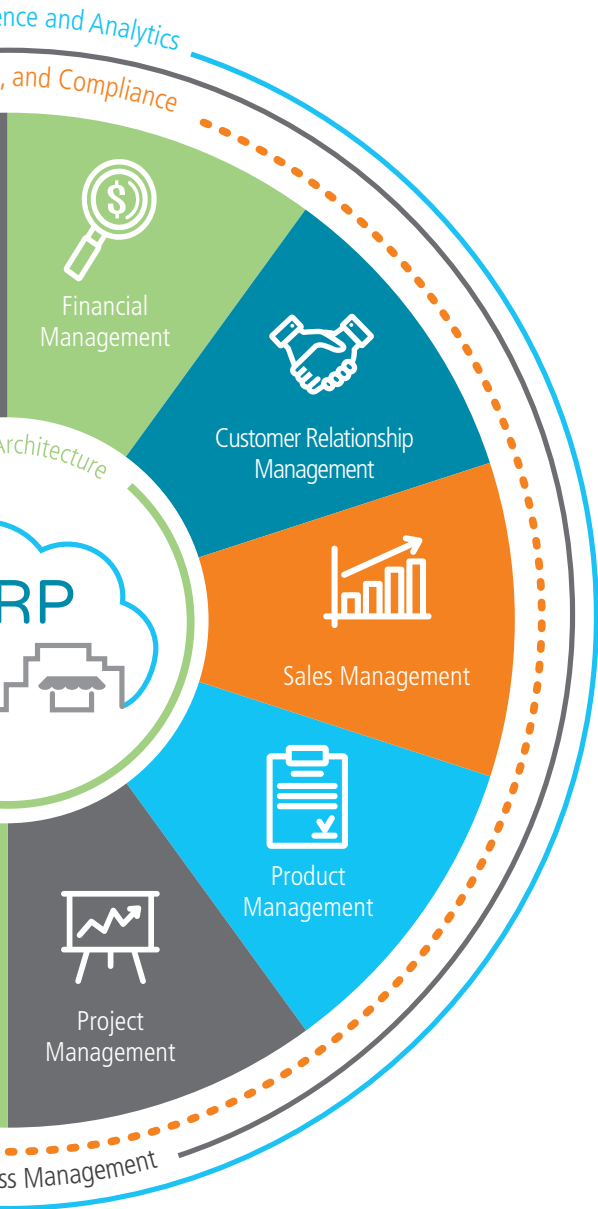 ence and Analytics
, and Compliance
$
Financial
Management
Customer Relationship
Management
Architecture
RP
Sales Management
Product
Management
Project
Management
ss Management